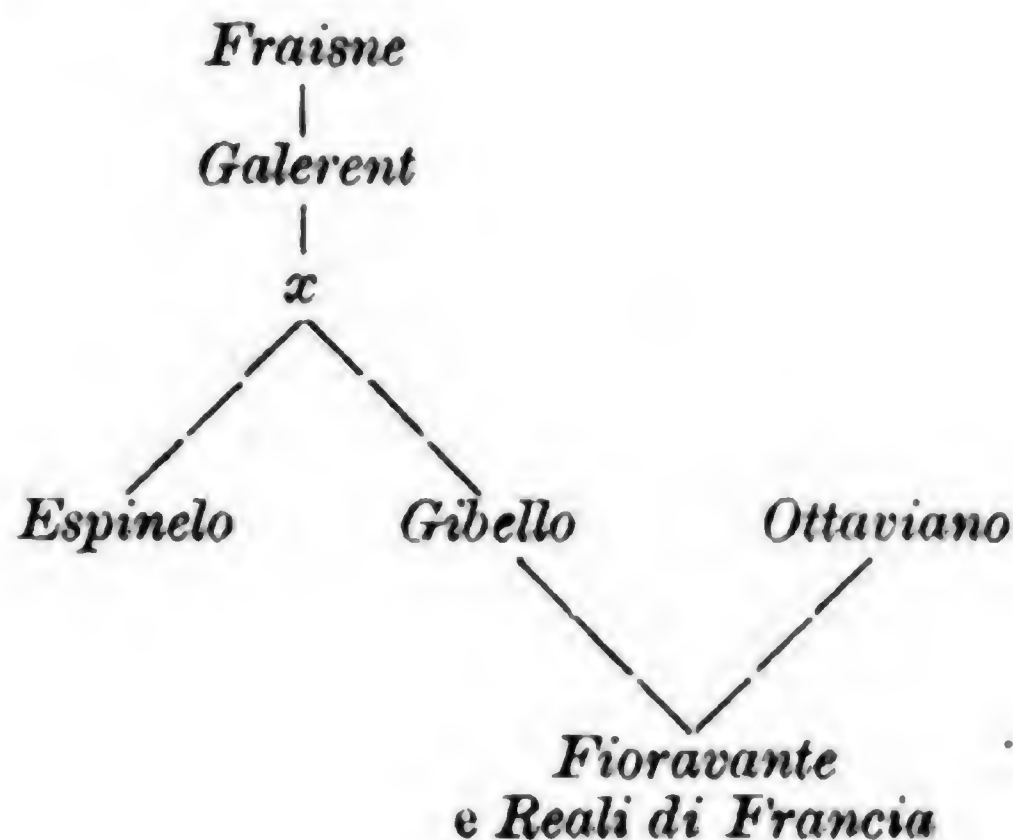 Fraisne
Galerent
x
Espinelo Gibello Ottaviano
Fioravante
e Reali di Francia